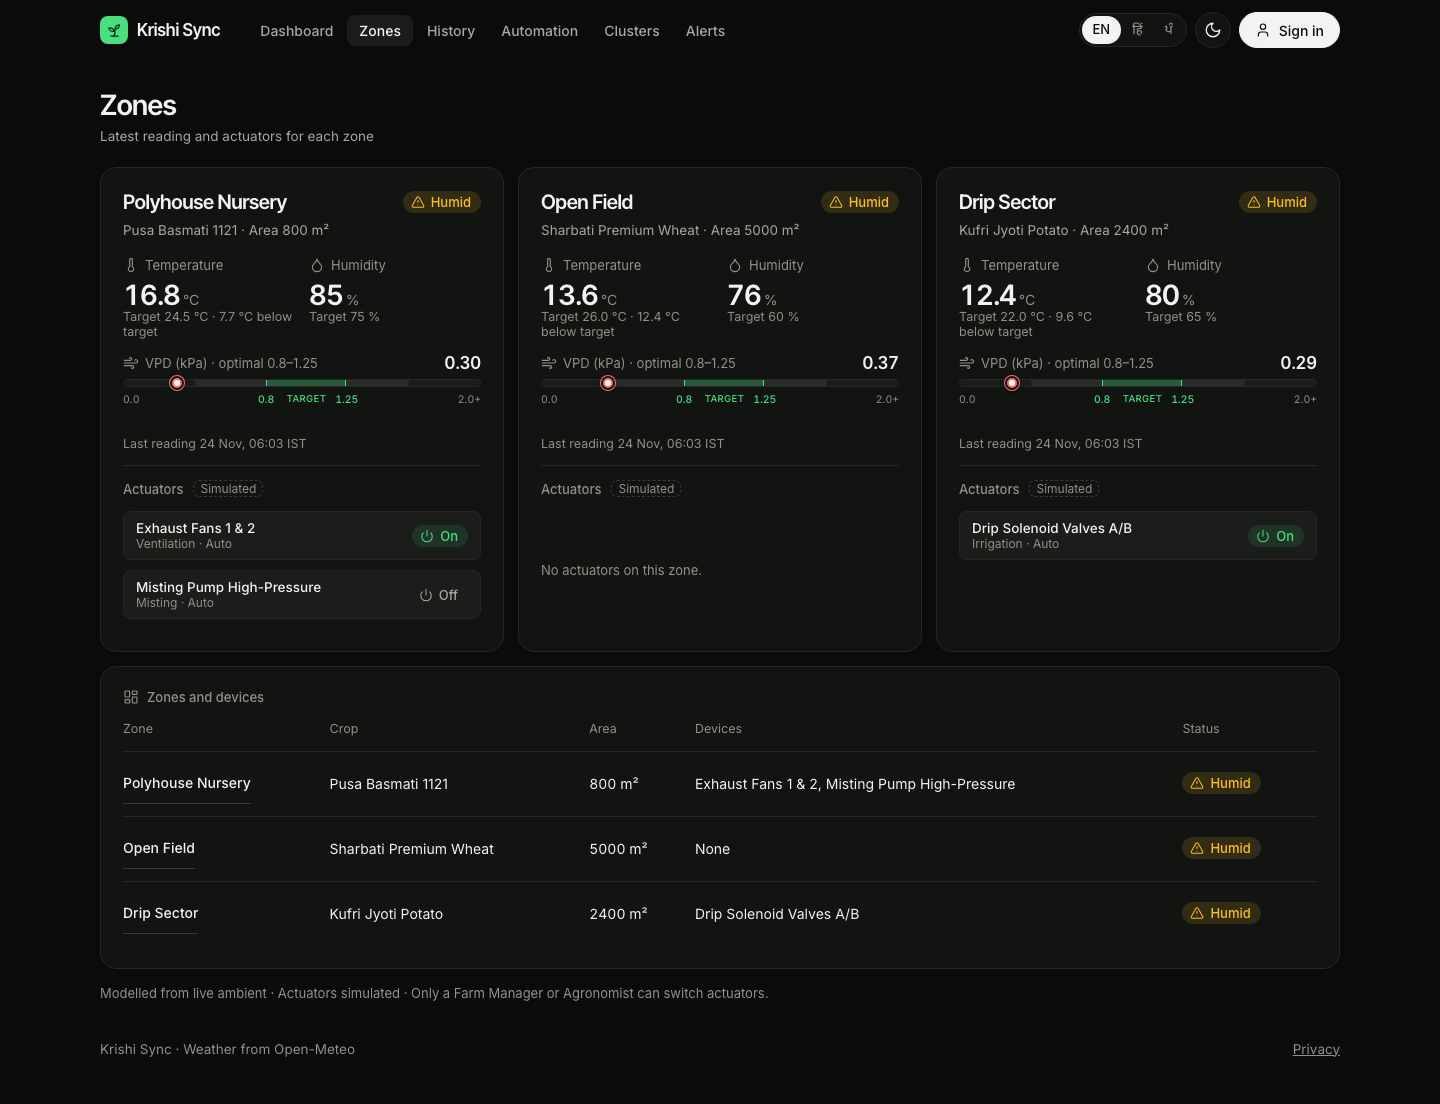 Krishi Sync
Dashboard Zones History Automation Clusters Alerts
EN हिं ਪੰ
Sign in
Zones
Latest reading and actuators for each zone
Polyhouse Nursery
Humid
Pusa Basmati 1121 · Area 800 m²
Temperature Humidity
16.8 °C 85 %
Target 24.5 °C · 7.7 °C below target
Target 75 %
VPD (kPa) · optimal 0.8–1.25 0.30
0.0 0.8 TARGET 1.25 2.0+
Last reading 24 Nov, 06:03 IST
Actuators Simulated
Exhaust Fans 1 & 2
Ventilation · Auto
On
Misting Pump High-Pressure
Misting · Auto
Off
Open Field
Humid
Sharbati Premium Wheat · Area 5000 m²
Temperature Humidity
13.6 °C 76 %
Target 26.0 °C · 12.4 °C below target
Target 60 %
VPD (kPa) · optimal 0.8–1.25 0.37
0.0 0.8 TARGET 1.25 2.0+
Last reading 24 Nov, 06:03 IST
Actuators Simulated
No actuators on this zone.
Drip Sector
Humid
Kufri Jyoti Potato · Area 2400 m²
Temperature Humidity
12.4 °C 80 %
Target 22.0 °C · 9.6 °C below target
Target 65 %
VPD (kPa) · optimal 0.8–1.25 0.29
0.0 0.8 TARGET 1.25 2.0+
Last reading 24 Nov, 06:03 IST
Actuators Simulated
Drip Solenoid Valves A/B
Irrigation · Auto
On
Zones and devices
Zone Crop Area Devices Status
Polyhouse Nursery Pusa Basmati 1121 800 m² Exhaust Fans 1 & 2, Misting Pump High-Pressure Humid
Open Field Sharbati Premium Wheat 5000 m² None Humid
Drip Sector Kufri Jyoti Potato 2400 m² Drip Solenoid Valves A/B Humid
Modelled from live ambient · Actuators simulated · Only a Farm Manager or Agronomist can switch actuators.
Krishi Sync · Weather from Open-Meteo
Privacy